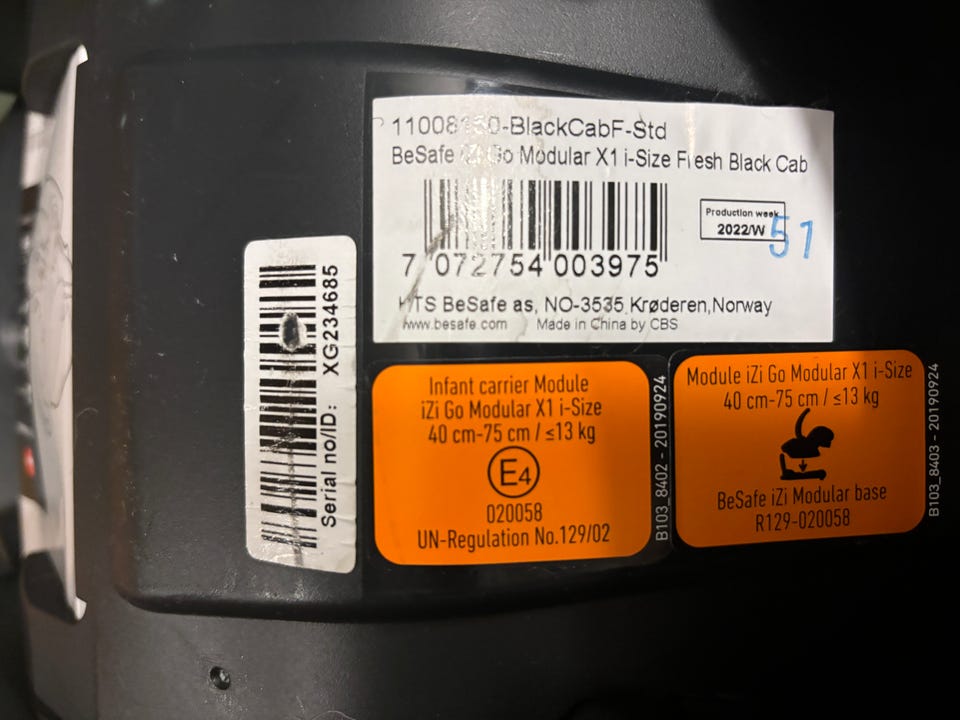 -BlackCabF-Std
BeSafe Go Modular X1 i-Size Fresh Black Cab
Production week
2022/W 51
7 072754 003975
HTS BeSafe as, NO-3535 Krøderen,Norway
www.besafe.com Made in China by CBS
Serial no/ID: XG234685
Infant carrier Module
iZi Go Modular X1 i-Size
40 cm-75 cm / ≤13 kg
E4
020058
UN-Regulation No.129/02
B103_8402 - 20190924
Module iZi Go Modular X1 i-Size
40 cm-75 cm / ≤13 kg
BeSafe iZi Modular base
R129-020058
B103_8403 - 20190924